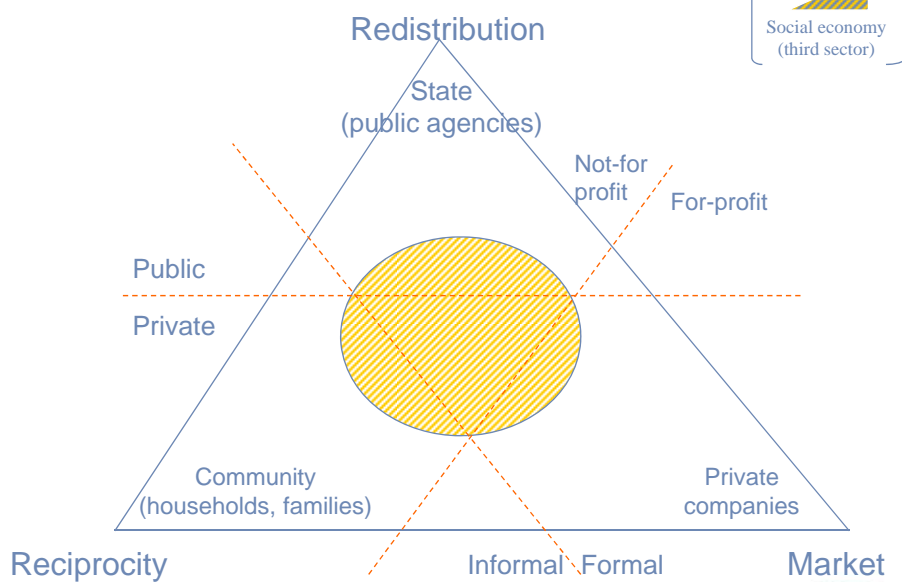 Social economy
(third sector)
Redistribution
State
(public agencies)
Not-for
profit
For-profit
Public
Private
Community
(households, families)
Private
companies
Reciprocity
Informal
Formal
Market